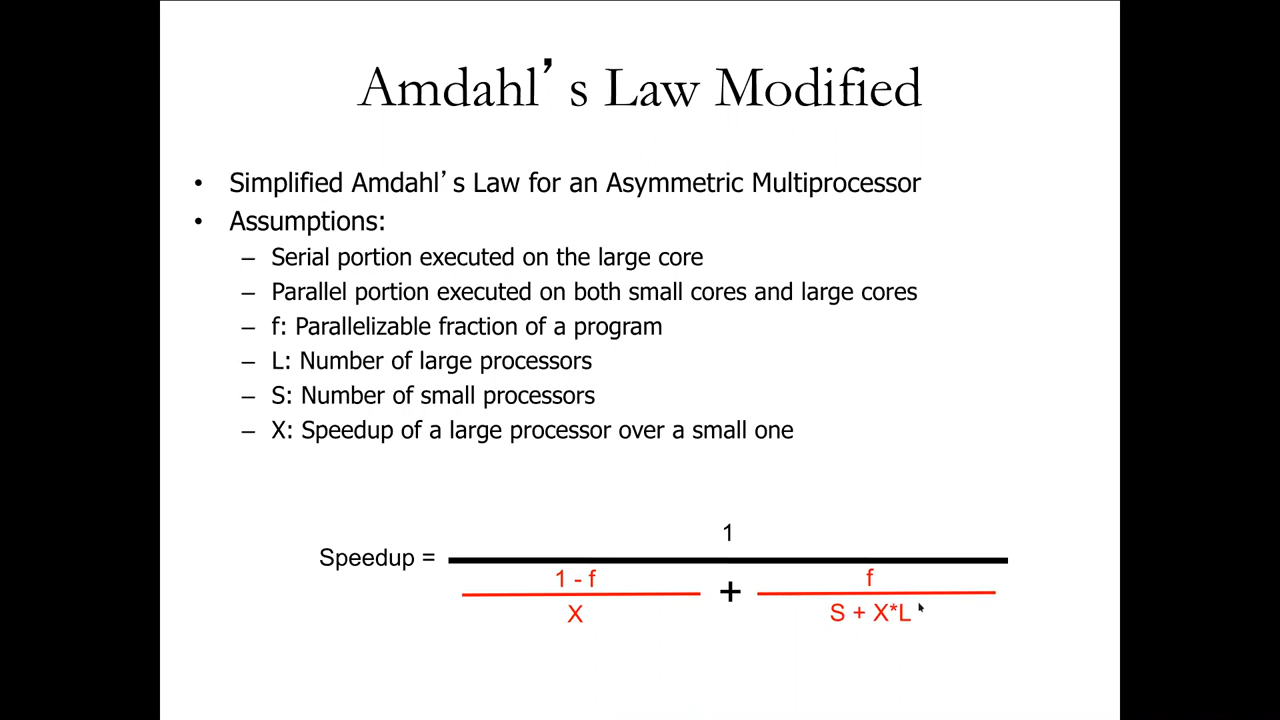 Amdahl’s Law Modified
• Simplified Amdahl’s Law for an Asymmetric Multiprocessor
• Assumptions:
– Serial portion executed on the large core
– Parallel portion executed on both small cores and large cores
– f: Parallelizable fraction of a program
– L: Number of large processors
– S: Number of small processors
– X: Speedup of a large processor over a small one
1
Speedup =
1 - f + f
X S + X*L